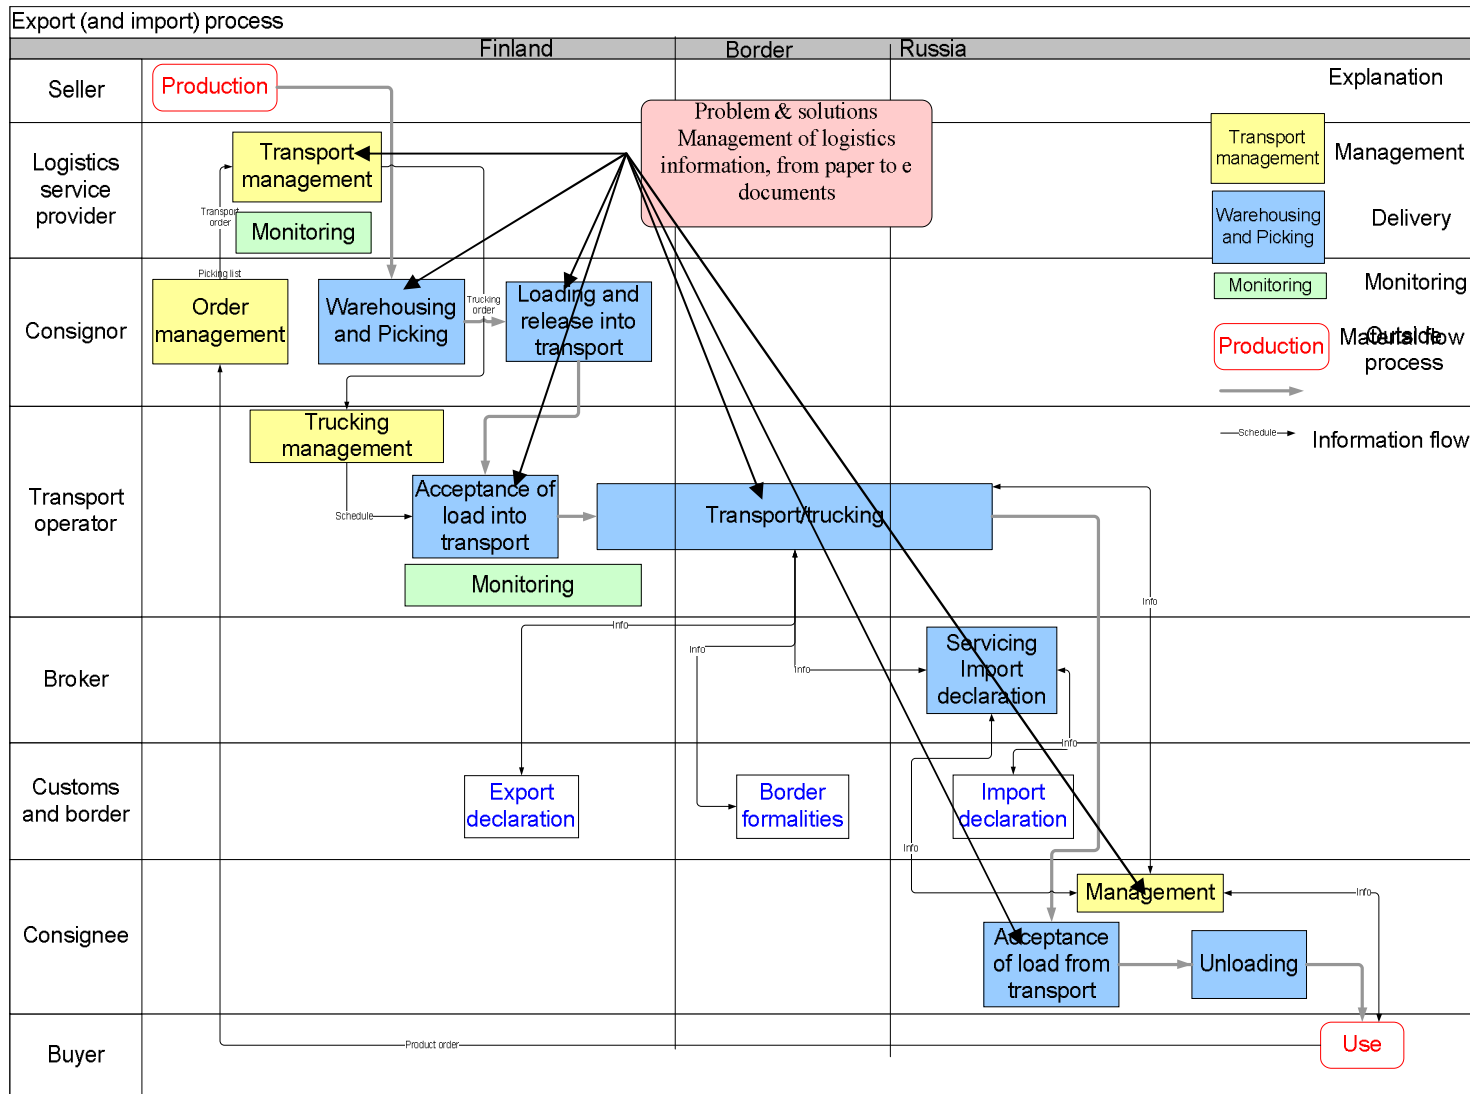 Export (and import) process
Finland
Border
Russia
Seller
Production
Explanation
Problem & solutions
Management of logistics
information, from paper to e
documents
Logistics
service
provider
Transport
management
Monitoring
Transport
order
Transport
management
Management
Warehousing
and Picking
Delivery
Picking list
Consignor
Order
management
Warehousing
and Picking
Trucking
order
Loading and
release into
transport
Monitoring
Monitoring
Production
Material flow
Outside
process
Schedule
Information flow
Transport
operator
Trucking
management
Schedule
Acceptance of
load into
transport
Transport/trucking
Monitoring
Info
Info
Info
Info
Broker
Servicing
Import
declaration
Info
Customs
and border
Export
declaration
Border
formalities
Import
declaration
Info
Consignee
Management
Info
Acceptance
of load from
transport
Unloading
Buyer
Product order
Use